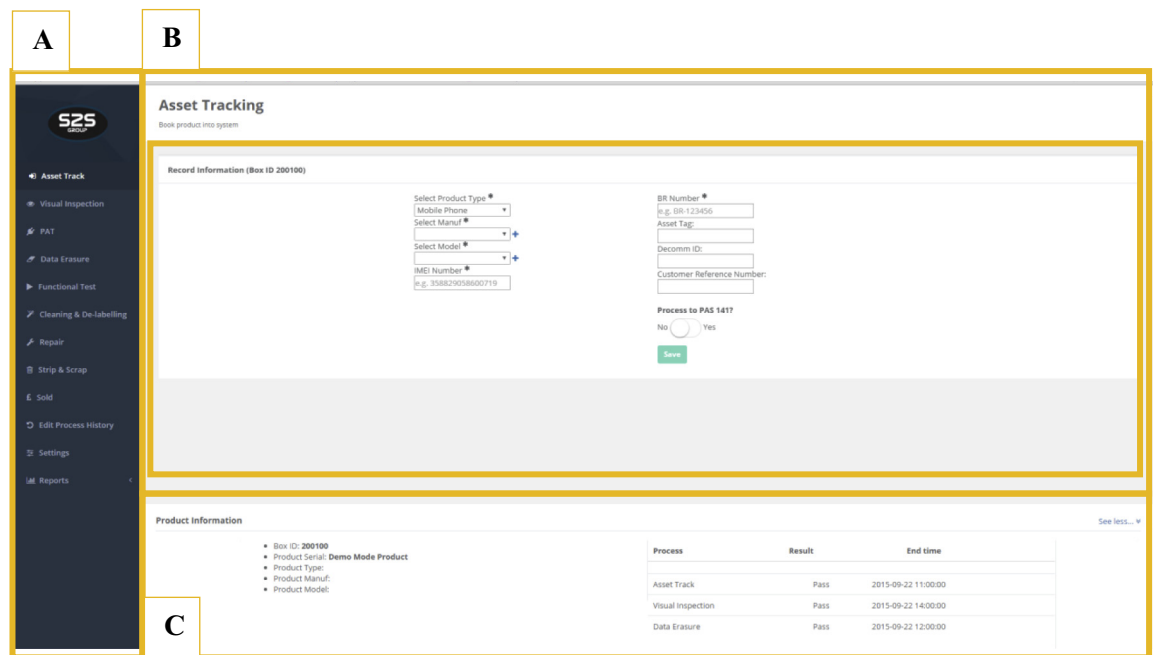 A
B
S2S
GROUP
Asset Track
Visual Inspection
PAT
Data Erasure
Functional Test
Cleaning & De-labelling
Repair
Strip & Scrap
£ Sold
Edit Process History
Settings
Reports
Asset Tracking
Book product into system
Record Information (Box ID 200100)
Select Product Type *
Mobile Phone
Select Manuf *
+
Select Model *
+
IMEI Number *
e.g. 358829058600719
BR Number *
e.g. BR-123456
Asset Tag:
Decomm ID:
Customer Reference Number:
Process to PAS 141?
No Yes
Save
Product Information
See less...
• Box ID: 200100
• Product Serial: Demo Mode Product
• Product Type:
• Product Manuf:
• Product Model:
Process Result End time
Asset Track Pass 2015-09-22 11:00:00
Visual Inspection Pass 2015-09-22 14:00:00
Data Erasure Pass 2015-09-22 12:00:00
C